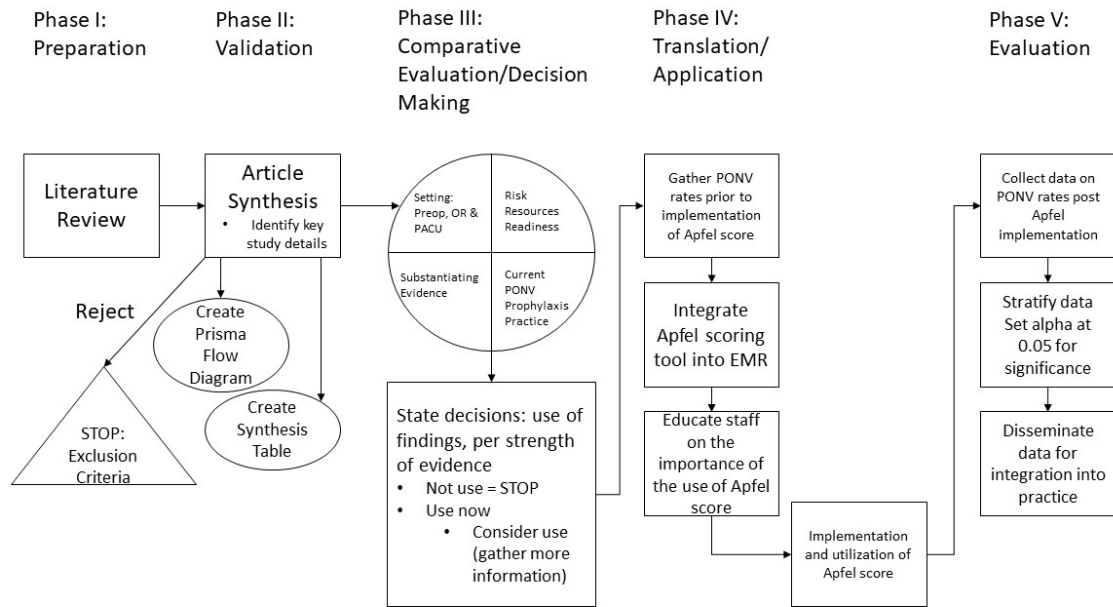 Phase I:
Preparation
Phase II:
Validation
Phase III:
Comparative
Evaluation/Decision
Making
Phase IV:
Translation/
Application
Phase V:
Evaluation
Literature
Review
Article
Synthesis
• Identify key
study details
Reject
STOP:
Exclusion
Criteria
Create
Prisma
Flow
Diagram
Create
Synthesis
Table
Setting:
Preop, OR &
PACU
Risk
Resources
Readiness
Substantiating
Evidence
Current
PONV
Prophylaxis
Practice
State decisions: use of
findings, per strength
of evidence
• Not use = STOP
• Use now
• Consider use
(gather more
information)
Gather PONV
rates prior to
implementation
of Apfel score
Integrate
Apfel scoring
tool into EMR
Educate staff
on the
importance of
the use of Apfel
score
Implementation
and utilization of
Apfel score
Collect data on
PONV rates post
Apfel
implementation
Stratify data
Set alpha at
0.05 for
significance
Disseminate
data for
integration into
practice